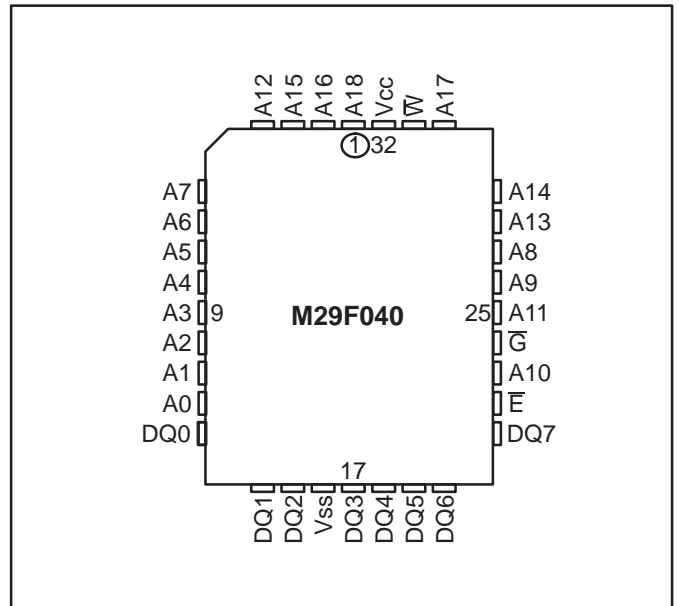 A12 A15 A16 A18 Vcc W̅ A17
1 32
A7
A6
A5
A4
A3 9
A2
A1
A0
DQ0
M29F040
A14
A13
A8
A9
25 A11
G̅
A10
E̅
DQ7
17
DQ1 DQ2 Vss DQ3 DQ4 DQ5 DQ6